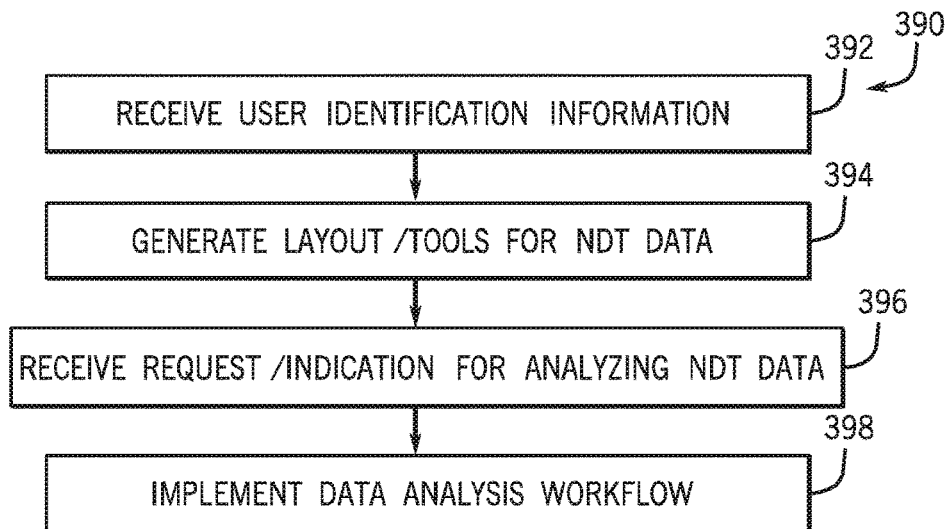 390
392
RECEIVE USER IDENTIFICATION INFORMATION
394
GENERATE LAYOUT /TOOLS FOR NDT DATA
396
RECEIVE REQUEST /INDICATION FOR ANALYZING NDT DATA
398
IMPLEMENT DATA ANALYSIS WORKFLOW